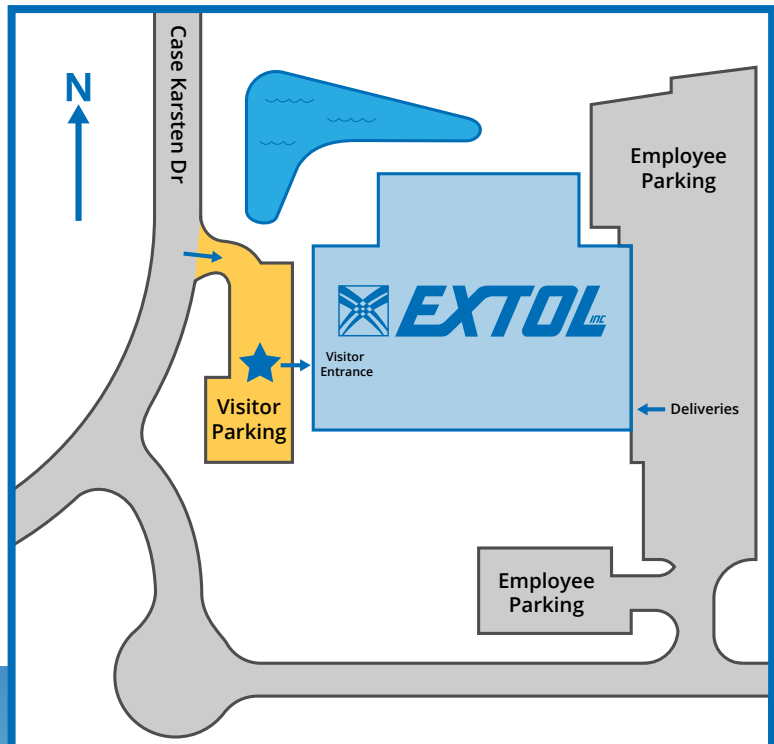 Case Karsten Dr
N
Employee
Parking
EXTOL INC
Visitor
Entrance
Visitor
Parking
Deliveries
Employee
Parking